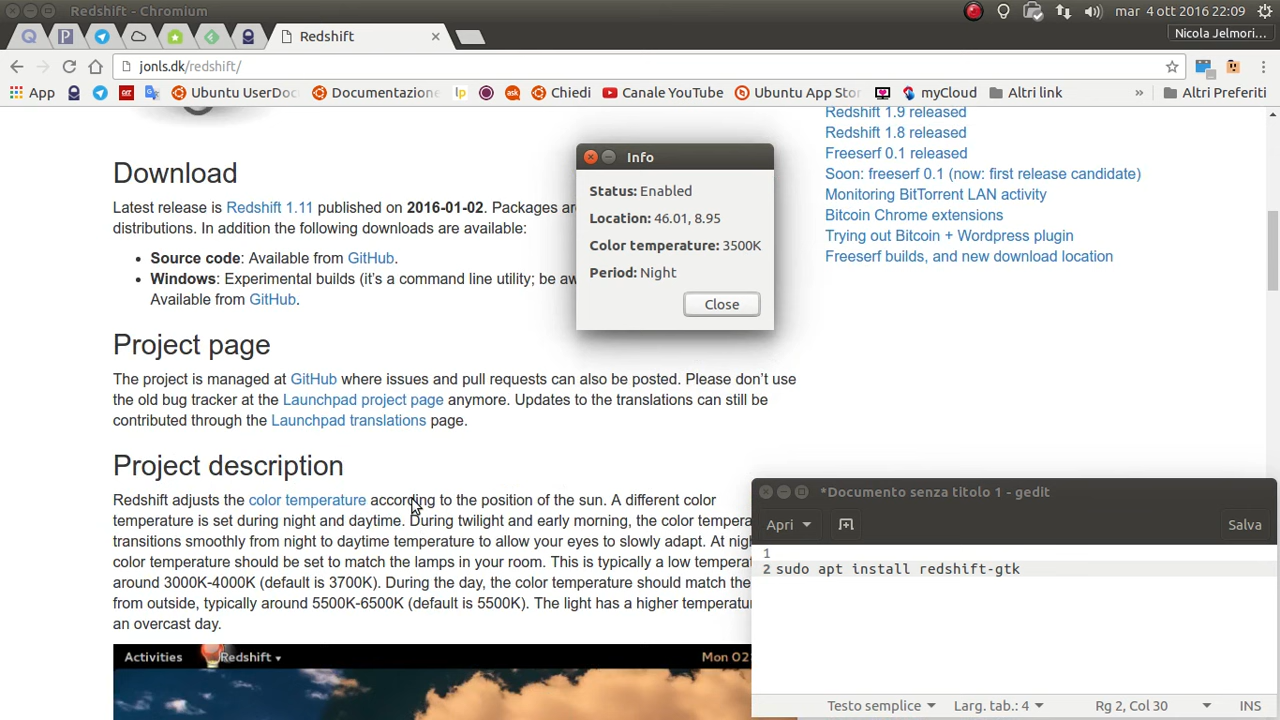 Redshift - Chromium
mar 4 ott 2016 22:09
Redshift
Nicola Jelmori...
jonls.dk/redshift/
App
Ubuntu UserDoc
Documentazione
lp
ask
Chiedi
Canale YouTube
Ubuntu App Stor
myCloud
Altri link
»
Altri Preferiti
Download
Latest release is Redshift 1.11 published on 2016-01-02. Packages are
distributions. In addition the following downloads are available:
Source code: Available from GitHub.
Windows: Experimental builds (it's a command line utility; be aw
Available from GitHub.
Project page
The project is managed at GitHub where issues and pull requests can also be posted. Please don't use
the old bug tracker at the Launchpad project page anymore. Updates to the translations can still be
contributed through the Launchpad translations page.
Project description
Redshift adjusts the color temperature according to the position of the sun. A different color
temperature is set during night and daytime. During twilight and early morning, the color tempera
transitions smoothly from night to daytime temperature to allow your eyes to slowly adapt. At nig
color temperature should be set to match the lamps in your room. This is typically a low temperat
around 3000K-4000K (default is 3700K). During the day, the color temperature should match the
from outside, typically around 5500K-6500K (default is 5500K). The light has a higher temperatu
an overcast day.
Activities
Redshift
Mon 02
Redshift 1.9 released
Redshift 1.8 released
Freeserf 0.1 released
Soon: freeserf 0.1 (now: first release candidate)
Monitoring BitTorrent LAN activity
Bitcoin Chrome extensions
Trying out Bitcoin + Wordpress plugin
Freeserf builds, and new download location
Info
Status: Enabled
Location: 46.01, 8.95
Color temperature: 3500K
Period: Night
Close
*Documento senza titolo 1 - gedit
Apri
Salva
1
2 sudo apt install redshift-gtk
Testo semplice
Larg. tab.: 4
Rg 2, Col 30
INS